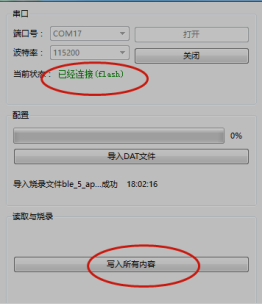 串口
端口号： COM17 打开
波特率： 115200 关闭
当前状态： 已经连接(flash)
配置
0%
导入DAT文件
导入烧录文件ble_5_ap...成功 18:02:16
读取与烧录
写入所有内容